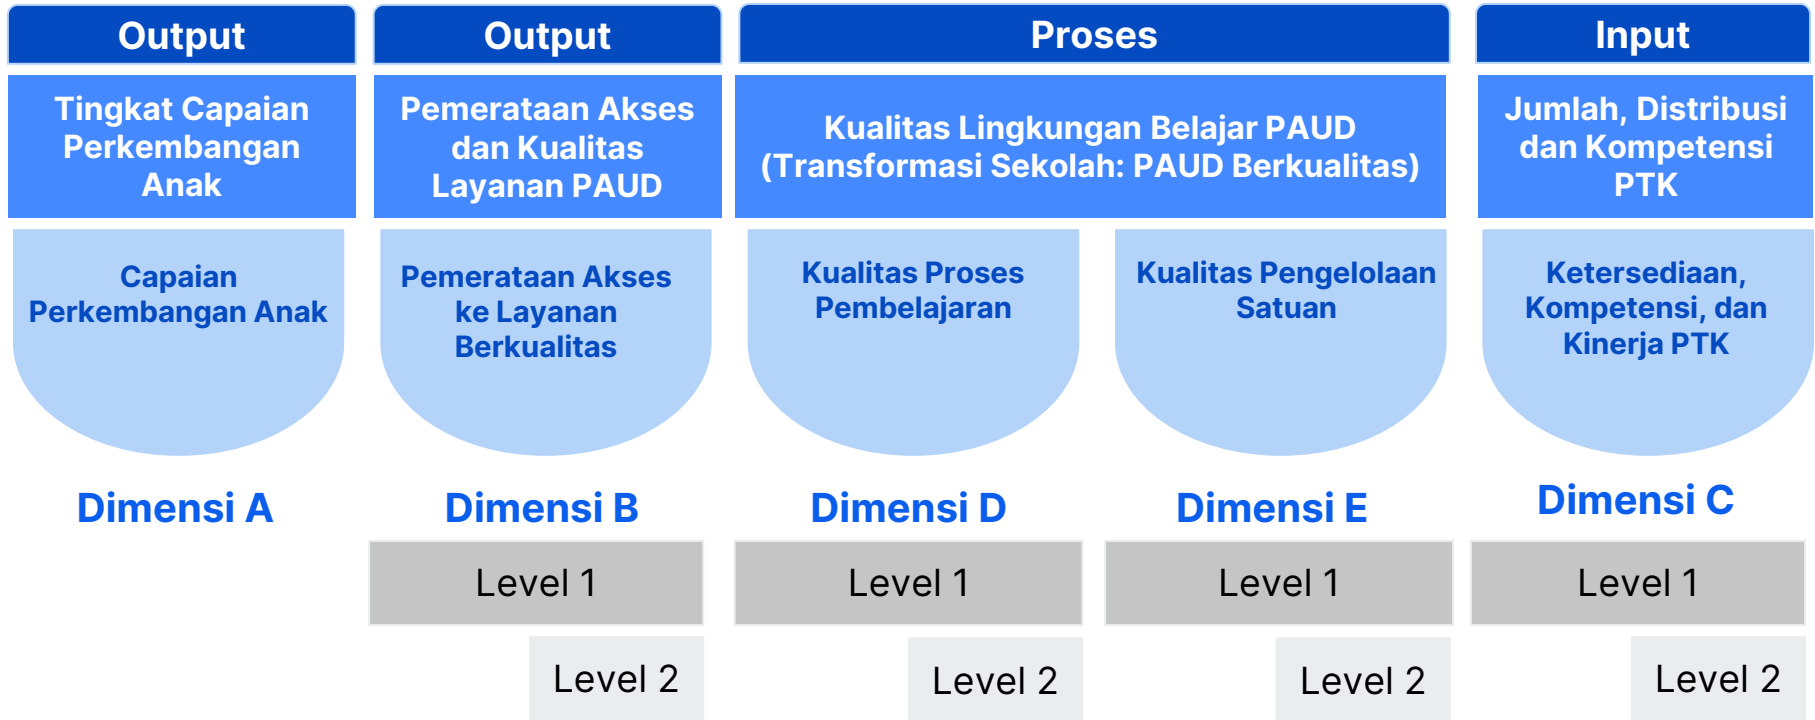 Output
Tingkat Capaian
Perkembangan
Anak
Capaian
Perkembangan Anak
Dimensi A
Output
Pemerataan Akses
dan Kualitas
Layanan PAUD
Pemerataan Akses
ke Layanan
Berkualitas
Dimensi B
Level 1
Level 2
Proses
Kualitas Lingkungan Belajar PAUD
(Transformasi Sekolah: PAUD Berkualitas)
Kualitas Proses
Pembelajaran
Dimensi D
Level 1
Level 2
Kualitas Pengelolaan
Satuan
Dimensi E
Level 1
Level 2
Input
Jumlah, Distribusi
dan Kompetensi
PTK
Ketersediaan,
Kompetensi, dan
Kinerja PTK
Dimensi C
Level 1
Level 2